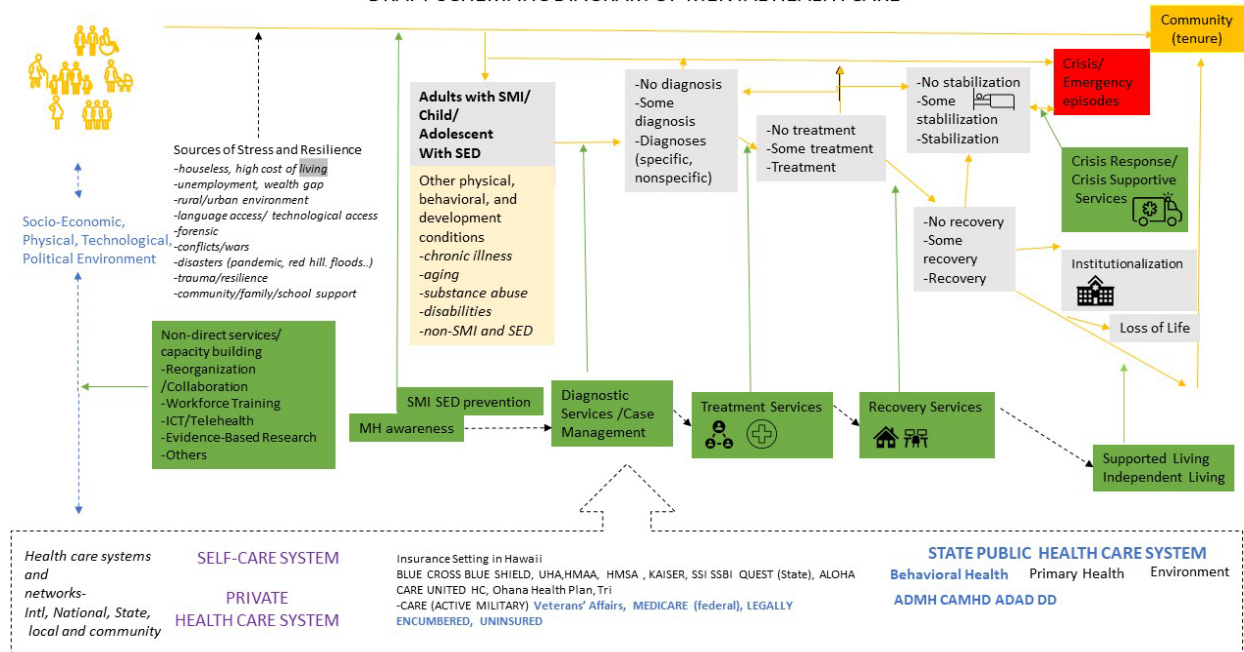 Community
(tenure)
Crisis/
Emergency
episodes
-No stabilization
-Some
stablilization
-Stabilization
-No diagnosis
-Some
diagnosis
-Diagnoses
(specific,
nonspecific)
-No treatment
-Some treatment
-Treatment
Adults with SMI/
Child/
Adolescent
With SED
Other physical,
behavioral, and
development
conditions
-chronic illness
-aging
-substance abuse
-disabilities
-non-SMI and SED
Sources of Stress and Resilience
-houseless, high cost of living
-unemployment, wealth gap
-rural/urban environment
-language access/ technological access
-forensic
-conflicts/wars
-disasters (pandemic, red hill. floods..)
-trauma/resilience
-community/family/school support
Socio-Economic,
Physical, Technological,
Political Environment
Crisis Response/
Crisis Supportive
Services
-No recovery
-Some
recovery
-Recovery
Institutionalization
Loss of Life
Non-direct services/
capacity building
-Reorganization
/Collaboration
-Workforce Training
-ICT/Telehealth
-Evidence-Based Research
-Others
SMI SED prevention
MH awareness
Diagnostic
Services /Case
Management
Treatment Services
Recovery Services
Supported Living
Independent Living
Health care systems
and
networks-
Intl, National, State,
local and community
SELF-CARE SYSTEM
PRIVATE
HEALTH CARE SYSTEM
Insurance Setting in Hawaii
BLUE CROSS BLUE SHIELD, UHA,HMAA, HMSA , KAISER, SSI SSBI QUEST (State), ALOHA
CARE UNITED HC, Ohana Health Plan, Tri
-CARE (ACTIVE MILITARY) Veterans' Affairs, MEDICARE (federal), LEGALLY
ENCUMBERED, UNINSURED
STATE PUBLIC HEALTH CARE SYSTEM
Behavioral Health Primary Health Environment
ADMH CAMHD ADAD DD